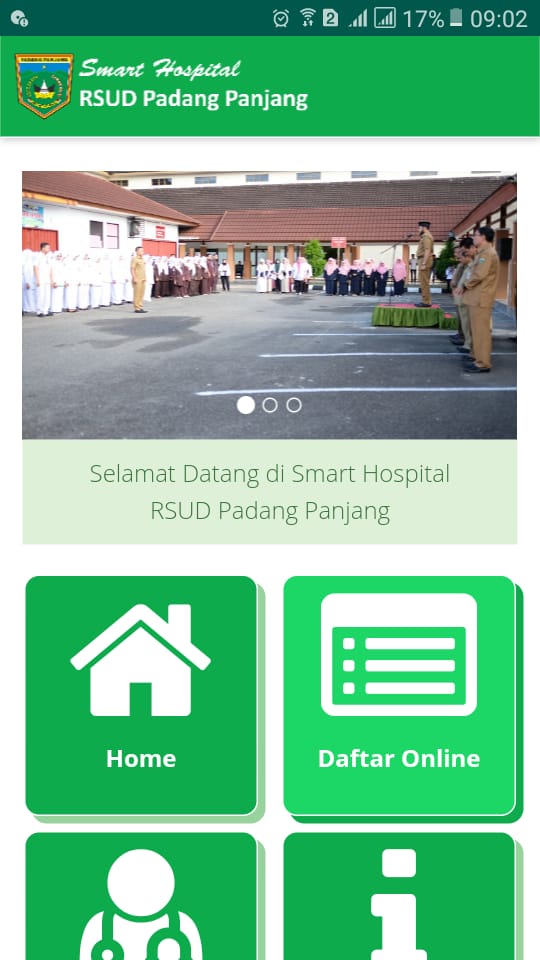 2
17%
09:02
PADANG PANJANG
Smart Hospital
RSUD Padang Panjang
Selamat Datang di Smart Hospital
RSUD Padang Panjang
Home
Daftar Online